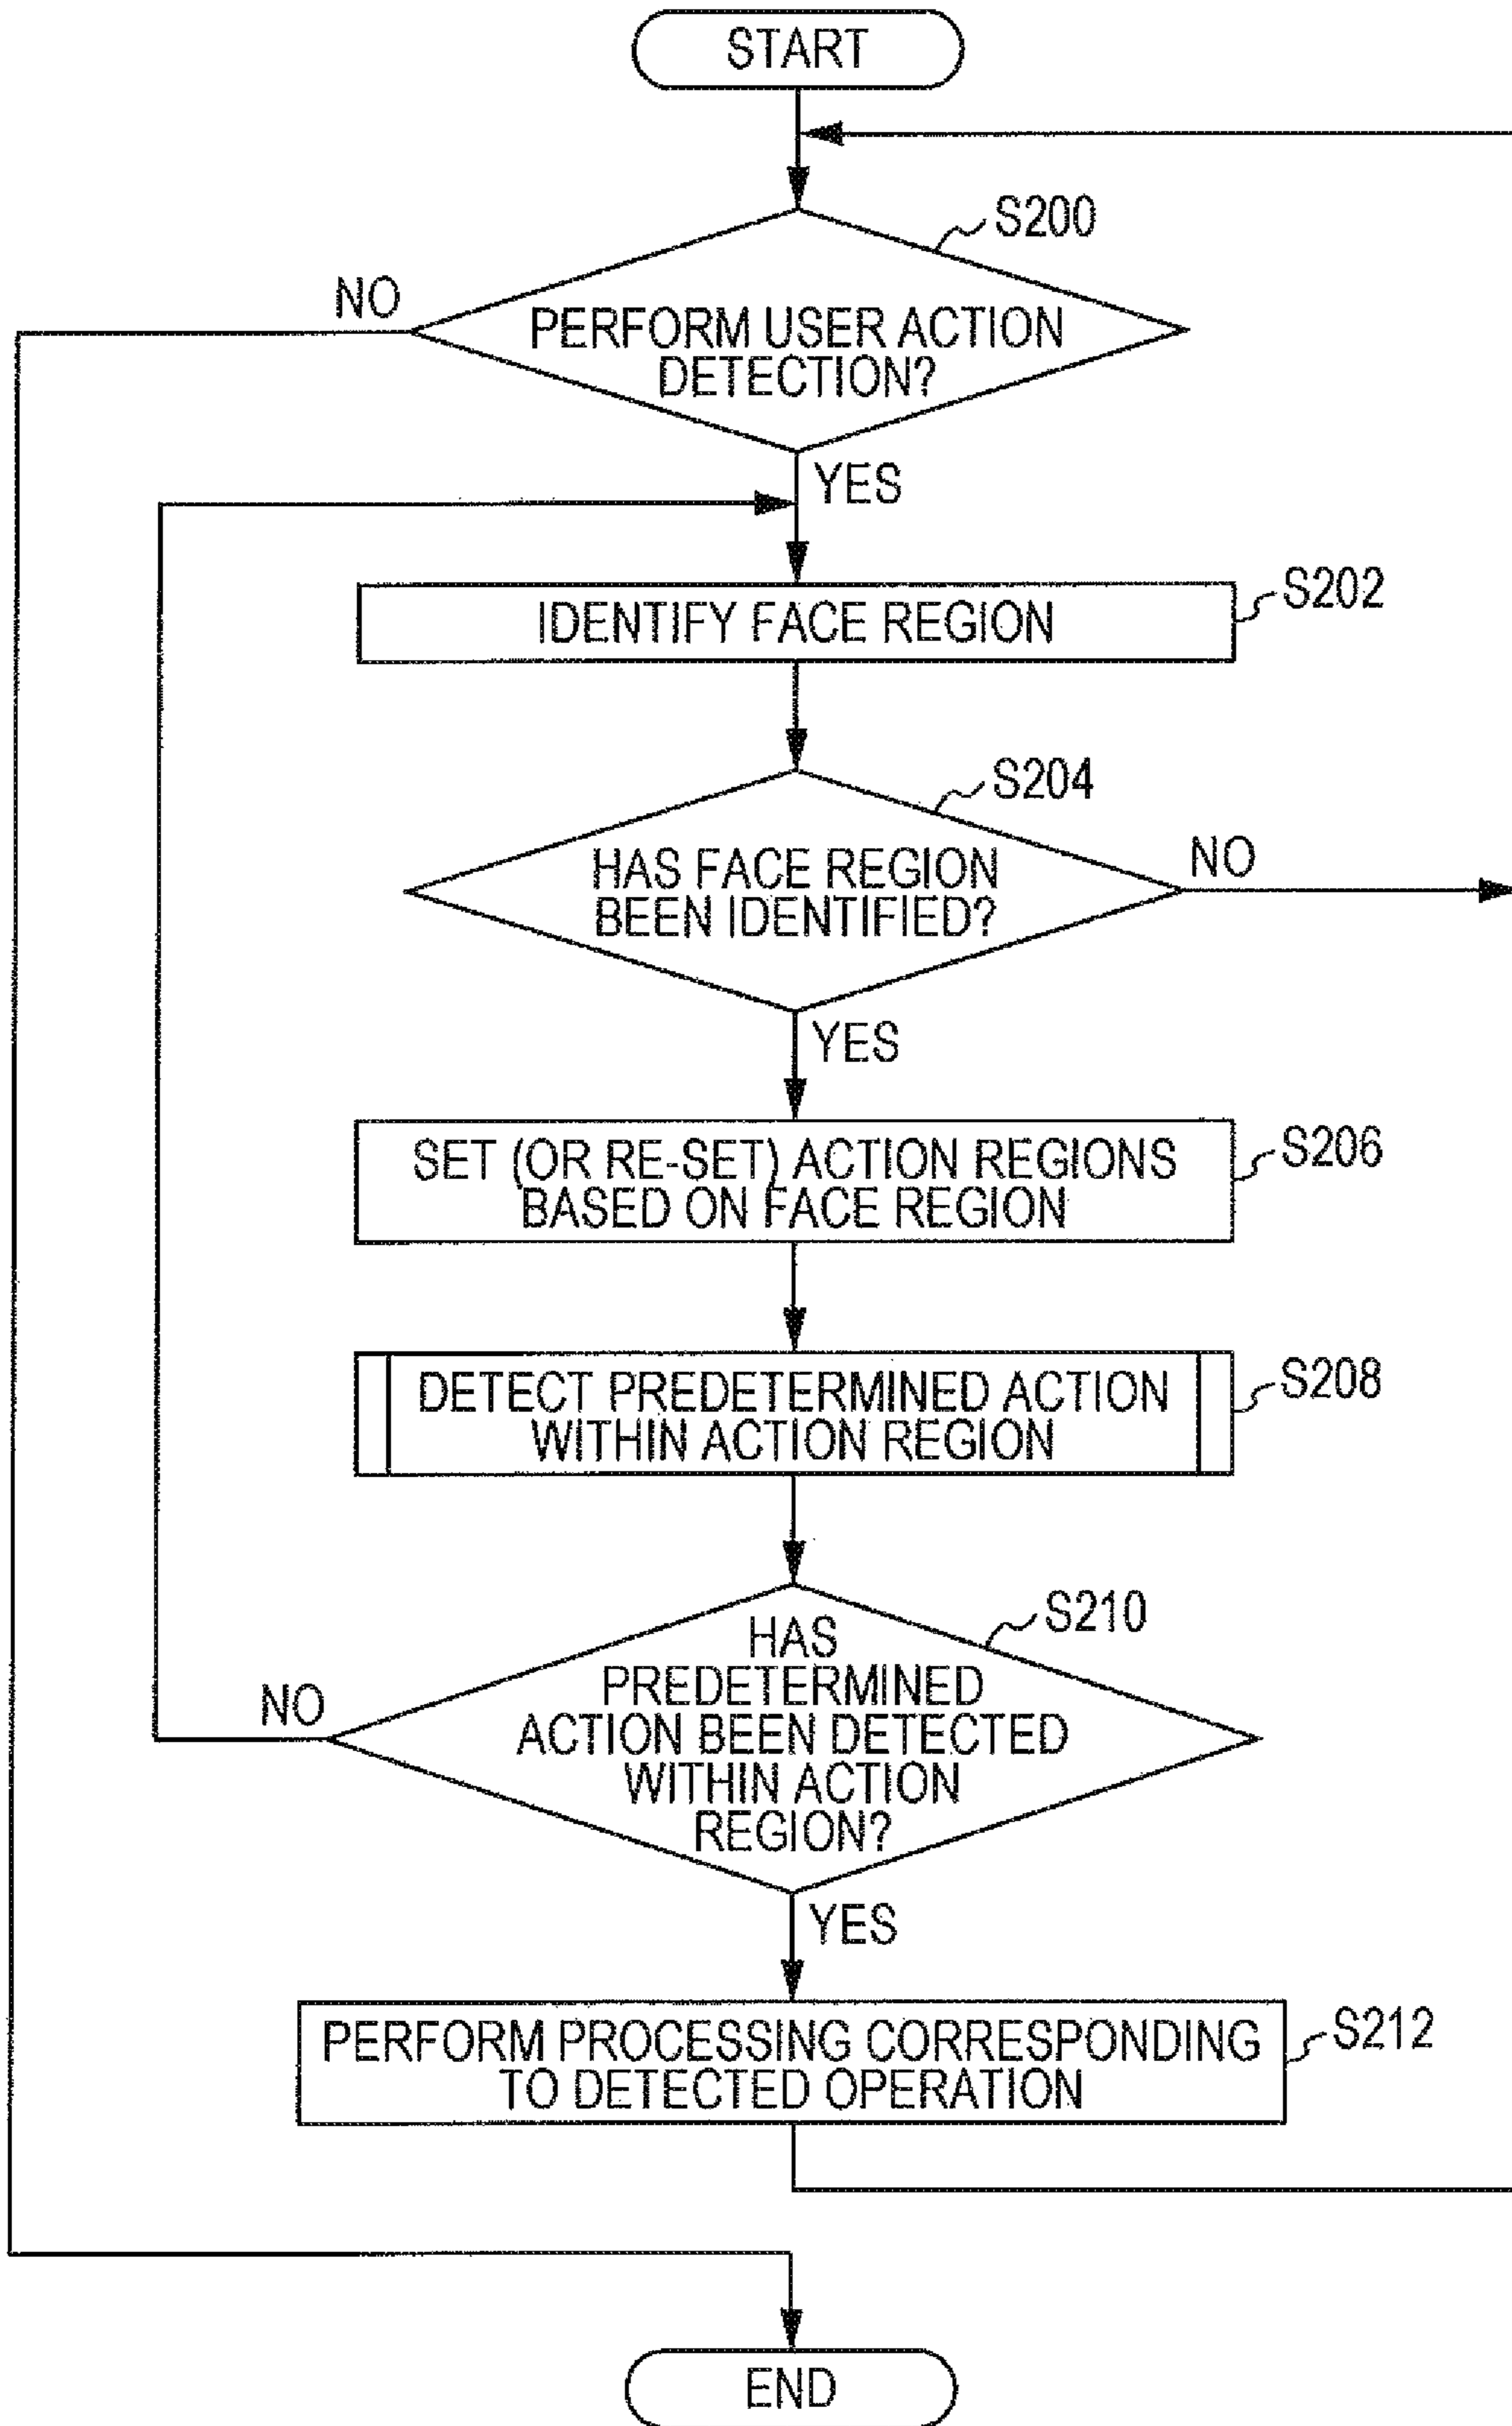 START
S200
NO
PERFORM USER ACTION
DETECTION?
YES
IDENTIFY FACE REGION
S202
S204
HAS FACE REGION
BEEN IDENTIFIED?
NO
YES
SET (OR RE-SET) ACTION REGIONS
BASED ON FACE REGION
S206
DETECT PREDETERMINED ACTION
WITHIN ACTION REGION
S208
S210
HAS
PREDETERMINED
ACTION BEEN DETECTED
WITHIN ACTION
REGION?
NO
YES
PERFORM PROCESSING CORRESPONDING
TO DETECTED OPERATION
S212
END